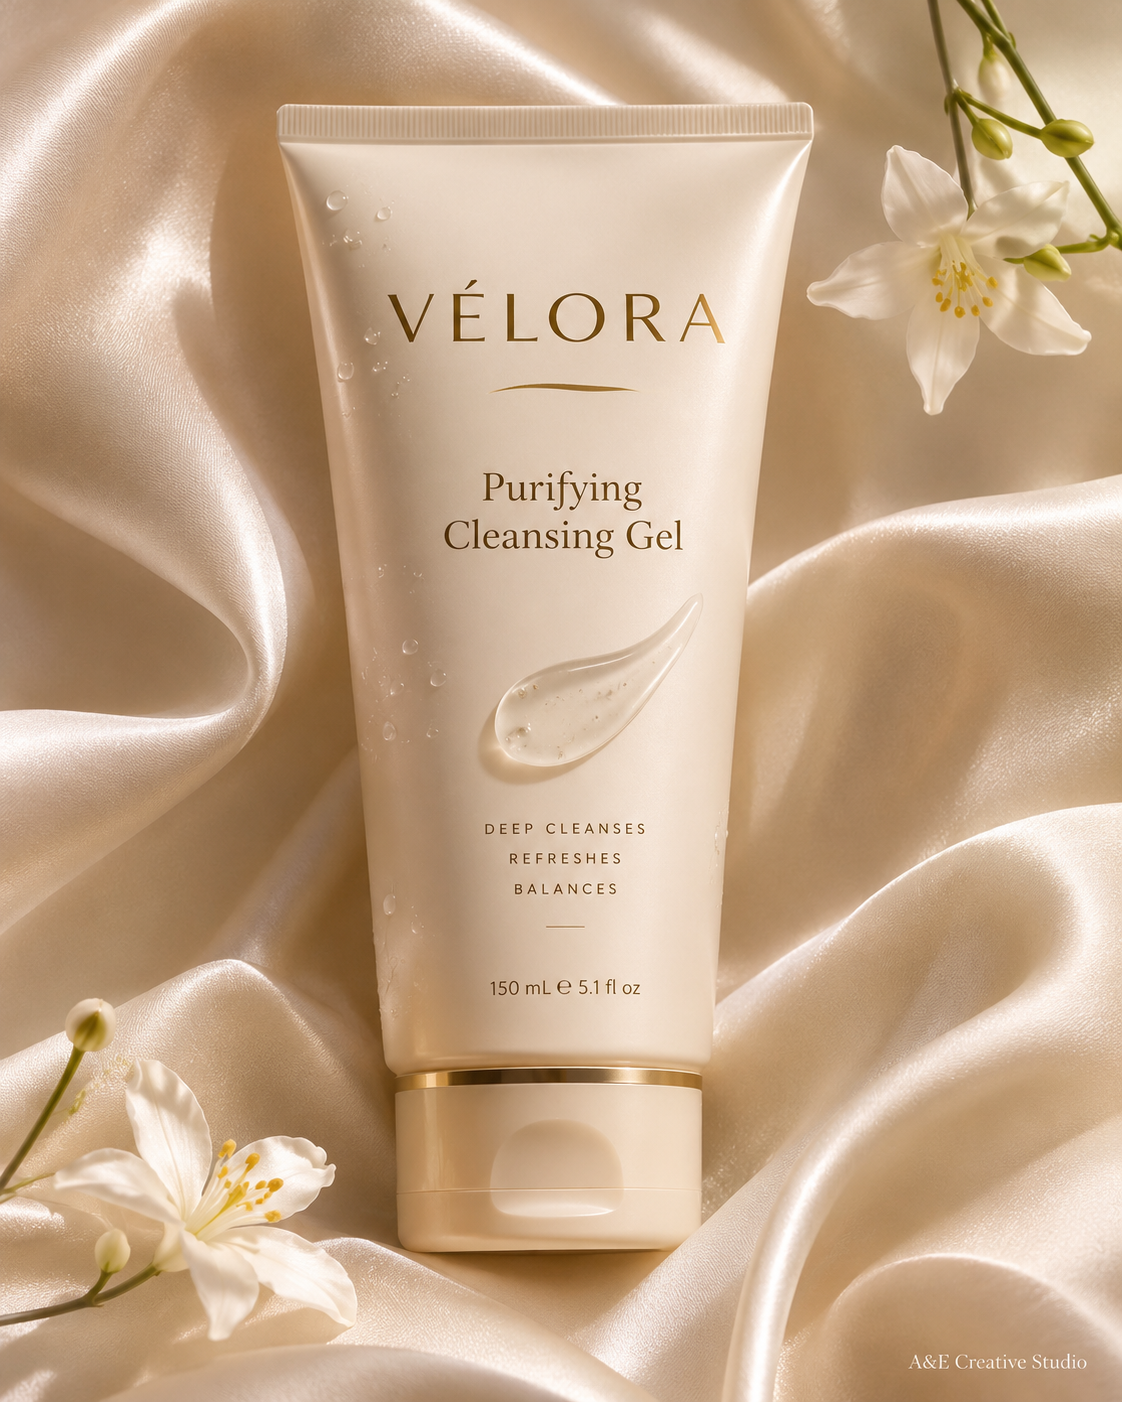 VÉLORA
Purifying
Cleansing Gel
DEEP CLEANSES
REFRESHES
BALANCES
150 mL ℮ 5.1 fl oz
A&E Creative Studio